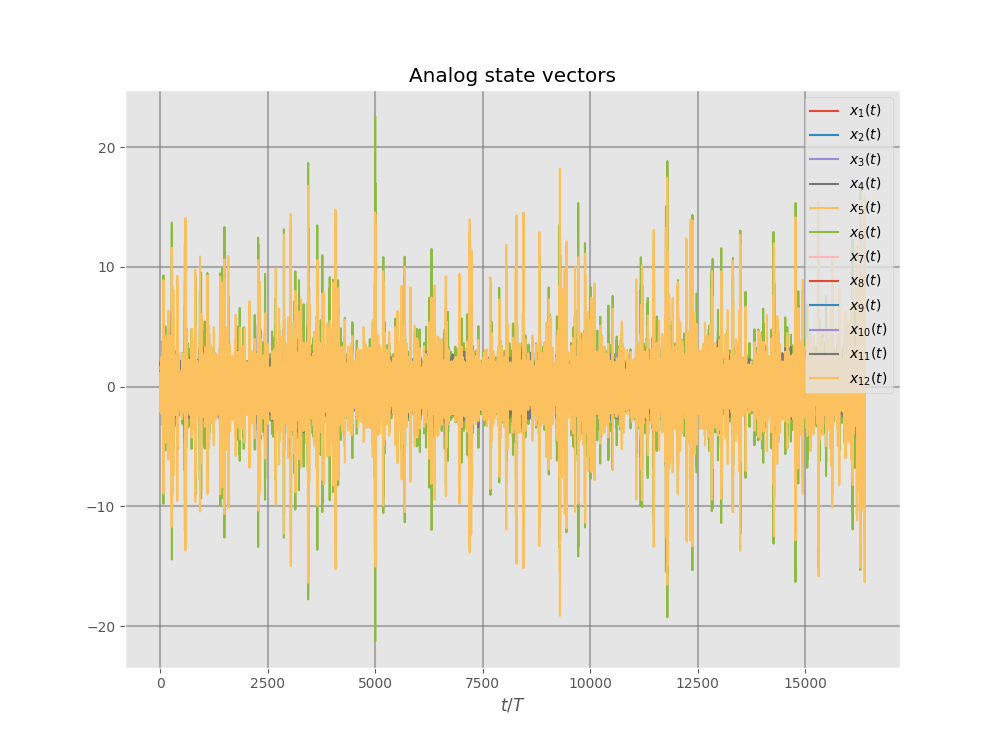 Analog state vectors
20
10
0
−10
−20
0 2500 5000 7500 10000 12500 15000
t/T
x1(t)
x2(t)
x3(t)
x4(t)
x5(t)
x6(t)
x7(t)
x8(t)
x9(t)
x10(t)
x11(t)
x12(t)